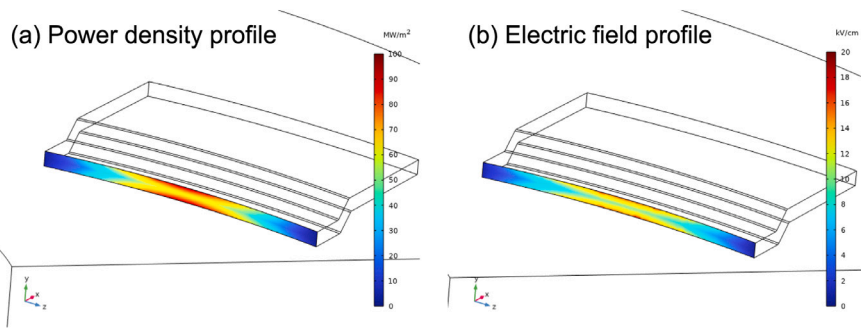 (a) Power density profile
MW/m²
100
90
80
70
60
50
40
30
20
10
0
y
x
z
(b) Electric field profile
kV/cm
20
18
16
14
12
10
8
6
4
2
0
y
x
z